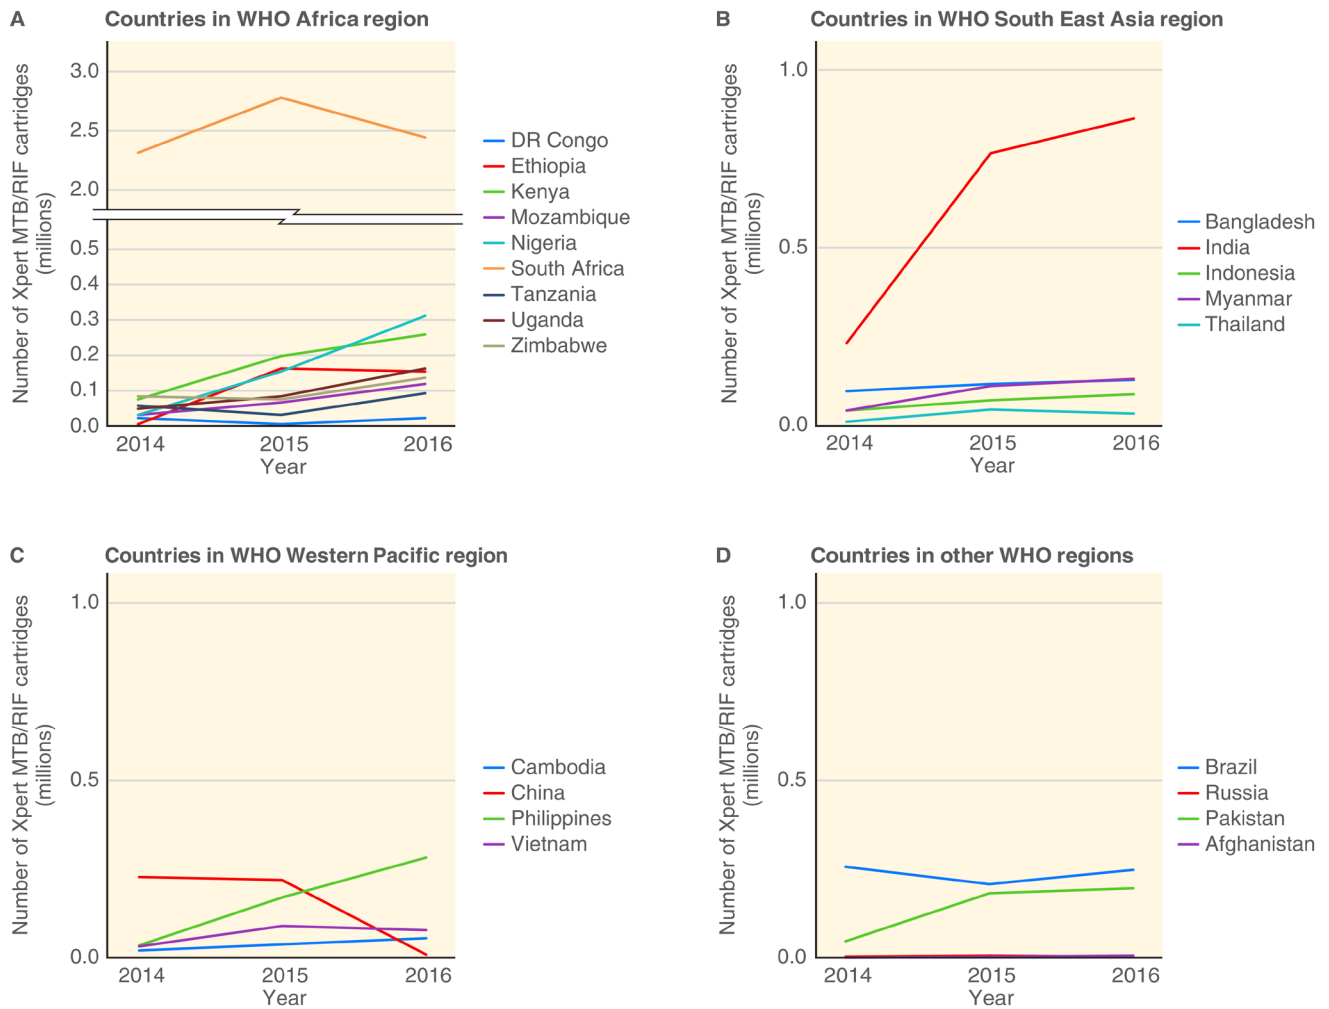 A
Countries in WHO Africa region
Number of Xpert MTB/RIF cartridges
(millions)
3.0
2.5
2.0
0.5
0.4
0.3
0.2
0.1
0.0
2014
2015
2016
Year
DR Congo
Ethiopia
Kenya
Mozambique
Nigeria
South Africa
Tanzania
Uganda
Zimbabwe
B
Countries in WHO South East Asia region
Number of Xpert MTB/RIF cartridges
(millions)
1.0
0.5
0.0
2014
2015
2016
Year
Bangladesh
India
Indonesia
Myanmar
Thailand
C
Countries in WHO Western Pacific region
Number of Xpert MTB/RIF cartridges
(millions)
1.0
0.5
0.0
2014
2015
2016
Year
Cambodia
China
Philippines
Vietnam
D
Countries in other WHO regions
Number of Xpert MTB/RIF cartridges
(millions)
1.0
0.5
0.0
2014
2015
2016
Year
Brazil
Russia
Pakistan
Afghanistan